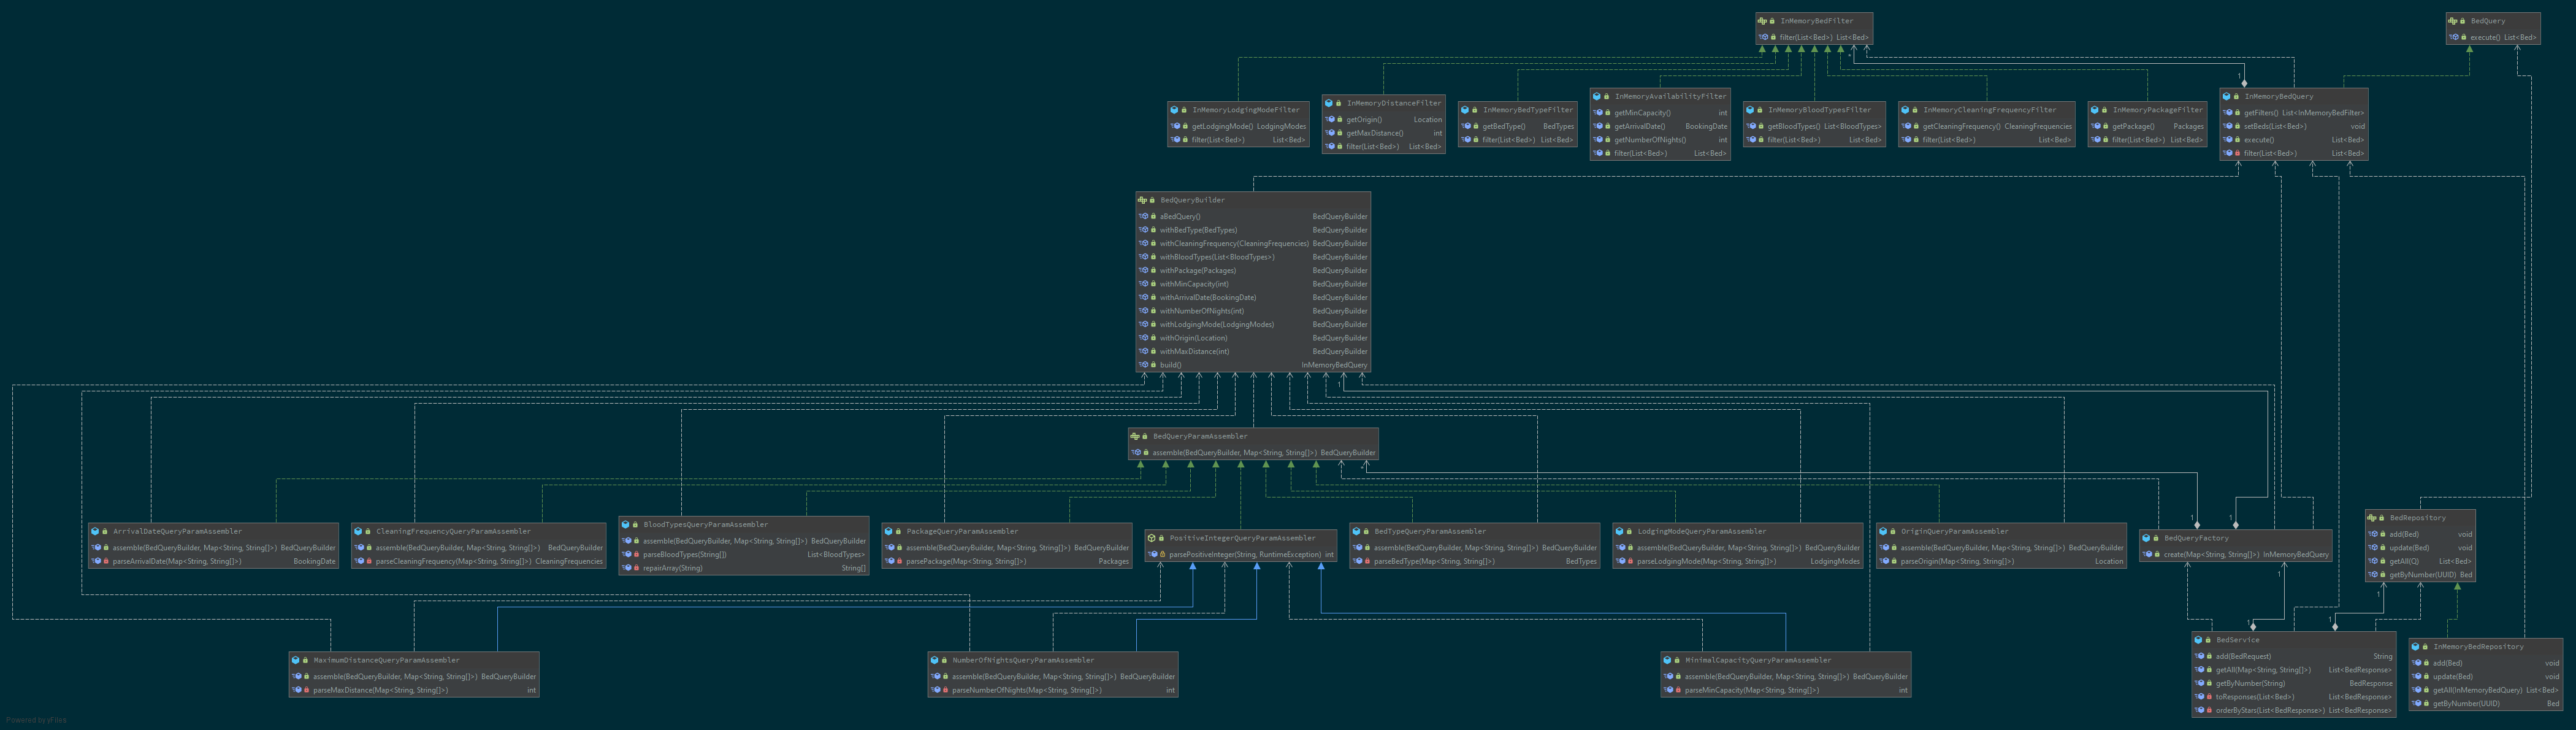 InMemoryBedFilter
filter(List<Bed>) List<Bed>
BedQuery
execute() List<Bed>
InMemoryLodgingModeFilter
getLodgingMode() LodgingModes
filter(List<Bed>) List<Bed>
InMemoryDistanceFilter
getOrigin() Location
getMaxDistance() int
filter(List<Bed>) List<Bed>
InMemoryBedTypeFilter
getBedType() BedTypes
filter(List<Bed>) List<Bed>
InMemoryAvailabilityFilter
getMinCapacity() int
getArrivalDate() BookingDate
getNumberOfNights() int
filter(List<Bed>) List<Bed>
InMemoryBloodTypesFilter
getBloodTypes() List<BloodTypes>
filter(List<Bed>) List<Bed>
InMemoryCleaningFrequencyFilter
getCleaningFrequency() CleaningFrequencies
filter(List<Bed>) List<Bed>
InMemoryPackageFilter
getPackage() Packages
filter(List<Bed>) List<Bed>
* 
1
InMemoryBedQuery
getFilters() List<InMemoryBedFilter>
setBeds(List<Bed>) void
execute() List<Bed>
filter(List<Bed>) List<Bed>
BedQueryBuilder
aBedQuery() BedQueryBuilder
withBedType(BedTypes) BedQueryBuilder
withCleaningFrequency(CleaningFrequencies) BedQueryBuilder
withBloodTypes(List<BloodTypes>) BedQueryBuilder
withPackage(Packages) BedQueryBuilder
withMinCapacity(int) BedQueryBuilder
withArrivalDate(BookingDate) BedQueryBuilder
withNumberOfNights(int) BedQueryBuilder
withLodgingMode(LodgingModes) BedQueryBuilder
withOrigin(Location) BedQueryBuilder
withMaxDistance(int) BedQueryBuilder
build() InMemoryBedQuery
1
BedQueryParamAssembler
assemble(BedQueryBuilder, Map<String, String[]>) BedQueryBuilder
*
ArrivalDateQueryParamAssembler
assemble(BedQueryBuilder, Map<String, String[]>) BedQueryBuilder
parseArrivalDate(Map<String, String[]>) BookingDate
CleaningFrequencyQueryParamAssembler
assemble(BedQueryBuilder, Map<String, String[]>) BedQueryBuilder
parseCleaningFrequency(Map<String, String[]>) CleaningFrequencies
BloodTypesQueryParamAssembler
assemble(BedQueryBuilder, Map<String, String[]>) BedQueryBuilder
parseBloodTypes(String[]) List<BloodTypes>
repairArray(String) String[]
PackageQueryParamAssembler
assemble(BedQueryBuilder, Map<String, String[]>) BedQueryBuilder
parsePackage(Map<String, String[]>) Packages
PositiveIntegerQueryParamAssembler
parsePositiveInteger(String, RuntimeException) int
BedTypeQueryParamAssembler
assemble(BedQueryBuilder, Map<String, String[]>) BedQueryBuilder
parseBedType(Map<String, String[]>) BedTypes
LodgingModeQueryParamAssembler
assemble(BedQueryBuilder, Map<String, String[]>) BedQueryBuilder
parseLodgingMode(Map<String, String[]>) LodgingModes
OriginQueryParamAssembler
assemble(BedQueryBuilder, Map<String, String[]>) BedQueryBuilder
parseOrigin(Map<String, String[]>) Location
1
1
BedQueryFactory
create(Map<String, String[]>) InMemoryBedQuery
1
BedRepository
add(Bed) void
update(Bed) void
getAll(Q) List<Bed>
getByNumber(UUID) Bed
1
MaximumDistanceQueryParamAssembler
assemble(BedQueryBuilder, Map<String, String[]>) BedQueryBuilder
parseMaxDistance(Map<String, String[]>) int
NumberOfNightsQueryParamAssembler
assemble(BedQueryBuilder, Map<String, String[]>) BedQueryBuilder
parseNumberOfNights(Map<String, String[]>) int
MinimalCapacityQueryParamAssembler
assemble(BedQueryBuilder, Map<String, String[]>) BedQueryBuilder
parseMinCapacity(Map<String, String[]>) int
1
1
BedService
add(BedRequest) String
getAll(Map<String, String[]>) List<BedResponse>
getByNumber(String) BedResponse
toResponses(List<Bed>) List<BedResponse>
orderByStars(List<BedResponse>) List<BedResponse>
InMemoryBedRepository
add(Bed) void
update(Bed) void
getAll(InMemoryBedQuery) List<Bed>
getByNumber(UUID) Bed
Powered by yFiles